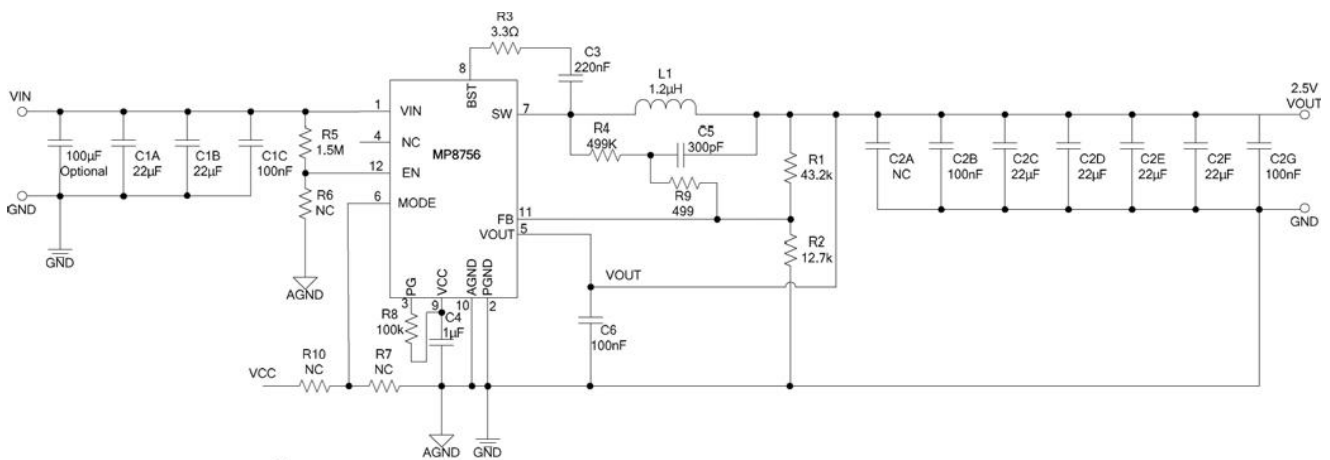 R3
3.3Ω
C3
220nF
8
BST
L1
1.2µH
VIN
1
VIN
SW
7
2.5V
VOUT
100µF
Optional
C1A
22µF
C1B
22µF
C1C
100nF
R5
1.5M
4
NC
MP8756
R4
499K
C5
300pF
R1
43.2k
C2A
NC
C2B
100nF
C2C
22µF
C2D
22µF
C2E
22µF
C2F
22µF
C2G
100nF
12
EN
R9
499
GND
R6
NC
6
MODE
FB
11
VOUT
5
GND
R2
12.7k
GND
AGND
PG
VCC
AGND
PGND
3
9
10
2
VOUT
R8
100k
C4
1µF
C6
100nF
VCC
R10
NC
R7
NC
AGND
GND